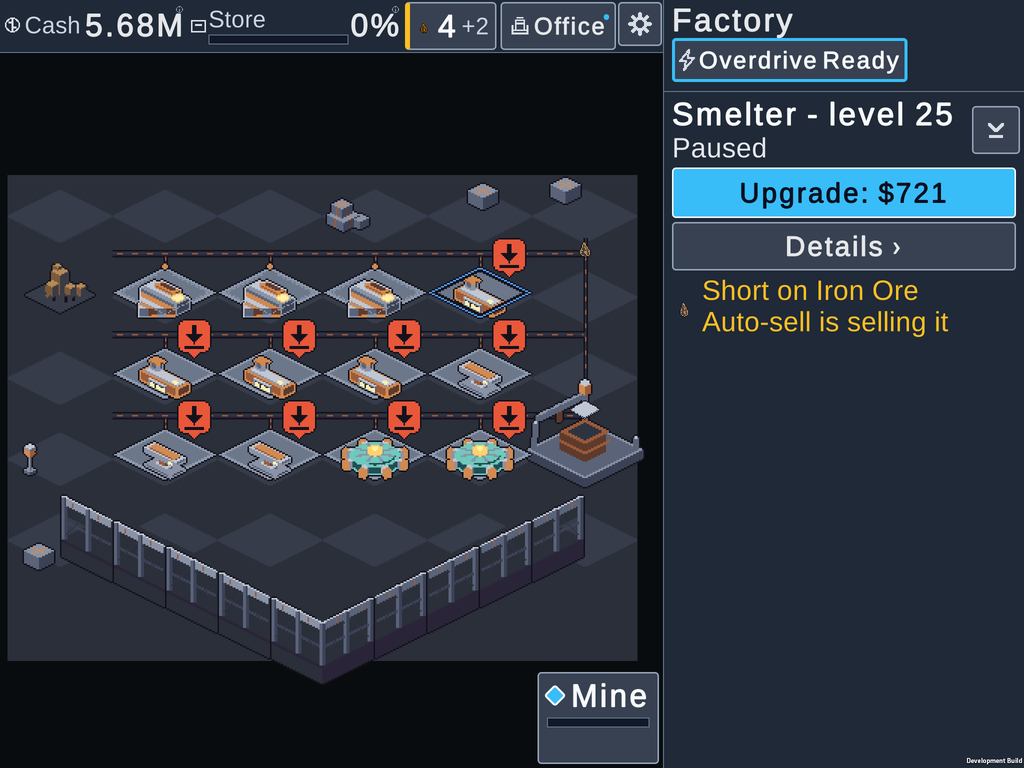 Cash 5.68M
Store 0%
4 +2
Office
Factory
Overdrive Ready
Smelter - level 25
Paused
Upgrade: $721
Details ›
Short on Iron Ore
Auto-sell is selling it
Mine
Development Build